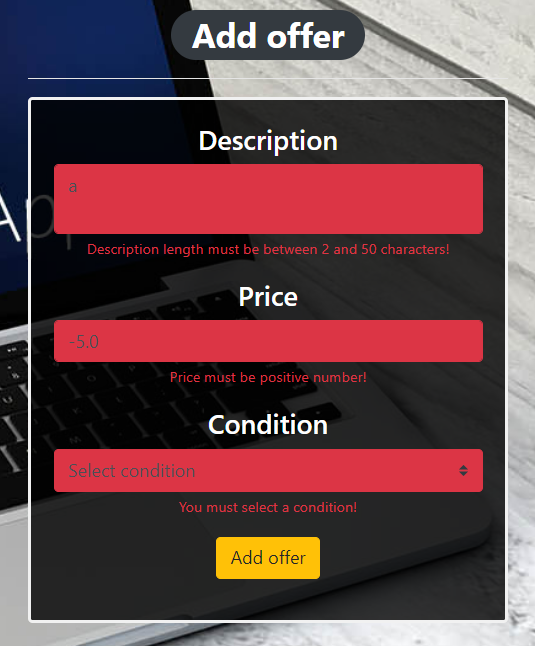 Add offer
Description
a
Description length must be between 2 and 50 characters!
Price
-5.0
Price must be positive number!
Condition
Select condition
You must select a condition!
Add offer